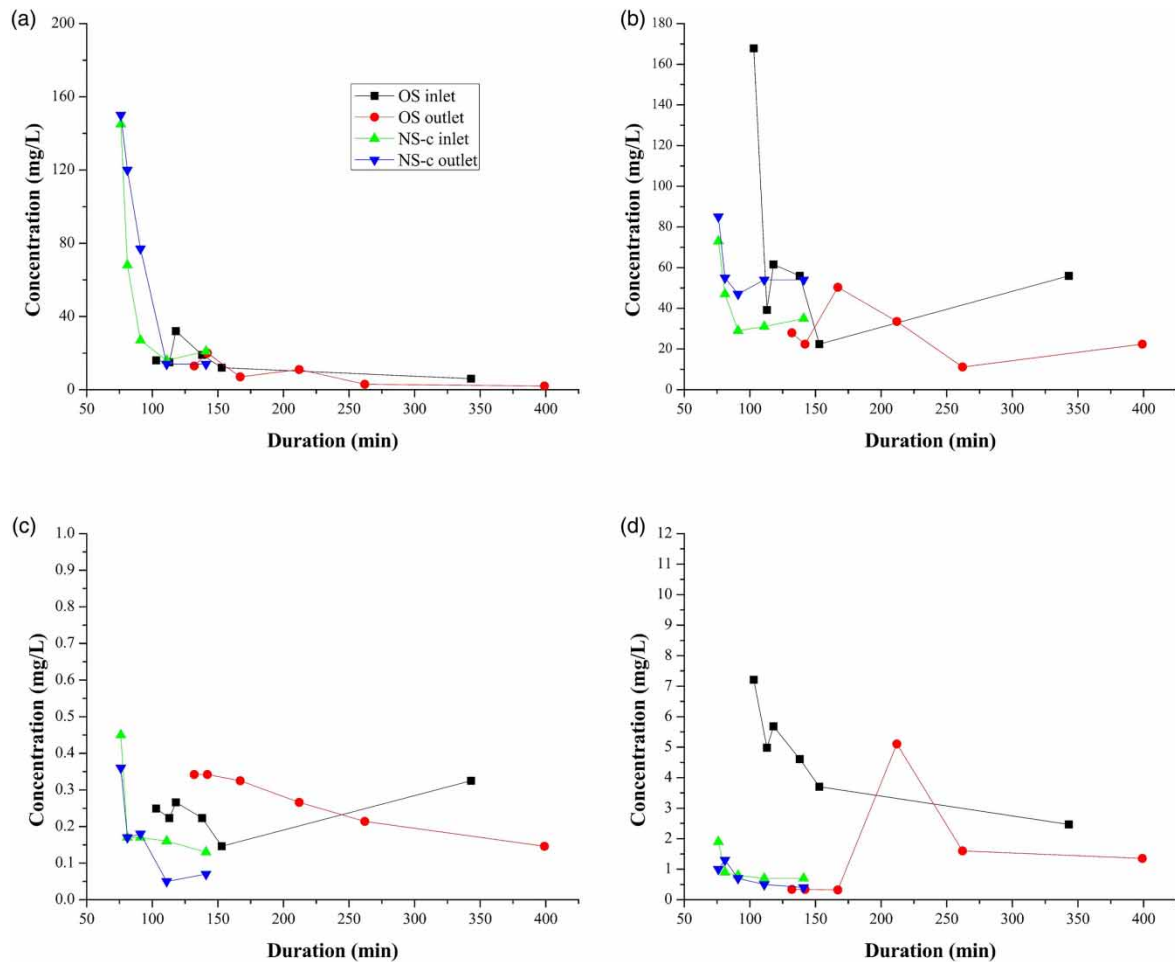 (a)
200
160
120
80
40
0
Concentration (mg/L)
50 100 150 200 250 300 350 400
Duration (min)
OS inlet
OS outlet
NS-c inlet
NS-c outlet
(b)
180
160
140
120
100
80
60
40
20
0
Concentration (mg/L)
50 100 150 200 250 300 350 400
Duration (min)
(c)
1.0
0.9
0.8
0.7
0.6
0.5
0.4
0.3
0.2
0.1
0.0
Concentration (mg/L)
50 100 150 200 250 300 350 400
Duration (min)
(d)
12
11
10
9
8
7
6
5
4
3
2
1
0
Concentration (mg/L)
50 100 150 200 250 300 350 400
Duration (min)